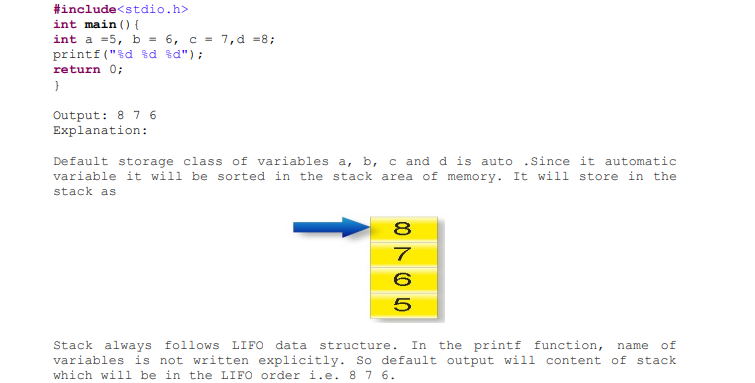 #include<stdio.h>
int main(){
int a =5, b = 6, c = 7,d =8;
printf("%d %d %d");
return 0;
}
Output: 8 7 6
Explanation:
Default storage class of variables a, b, c and d is auto .Since it automatic
variable it will be sorted in the stack area of memory. It will store in the
stack as
8
7
6
5
Stack always follows LIFO data structure. In the printf function, name of
variables is not written explicitly. So default output will content of stack
which will be in the LIFO order i.e. 8 7 6.